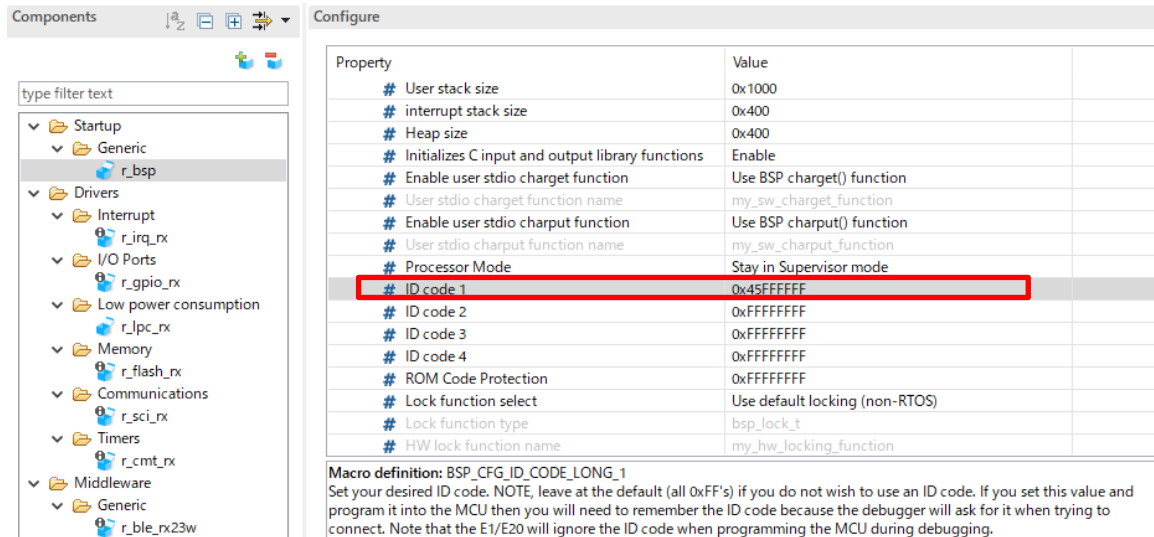 Components
Configure
type filter text
Startup
Generic
r_bsp
Drivers
Interrupt
r_irq_rx
I/O Ports
r_gpio_rx
Low power consumption
r_lpc_rx
Memory
r_flash_rx
Communications
r_sci_rx
Timers
r_cmt_rx
Middleware
Generic
r_ble_rx23w
Property Value
# User stack size 0x1000
# interrupt stack size 0x400
# Heap size 0x400
# Initializes C input and output library functions Enable
# Enable user stdio charget function Use BSP charget() function
# User stdio charget function name my_sw_charget_function
# Enable user stdio charput function Use BSP charput() function
# User stdio charput function name my_sw_charput_function
# Processor Mode Stay in Supervisor mode
# ID code 1 0x45FFFFFF
# ID code 2 0xFFFFFFFF
# ID code 3 0xFFFFFFFF
# ID code 4 0xFFFFFFFF
# ROM Code Protection 0xFFFFFFFF
# Lock function select Use default locking (non-RTOS)
# Lock function type bsp_lock_t
# HW lock function name my_hw_locking_function
Macro definition: BSP_CFG_ID_CODE_LONG_1
Set your desired ID code. NOTE, leave at the default (all 0xFF's) if you do not wish to use an ID code. If you set this value and
program it into the MCU then you will need to remember the ID code because the debugger will ask for it when trying to
connect. Note that the E1/E20 will ignore the ID code when programming the MCU during debugging.